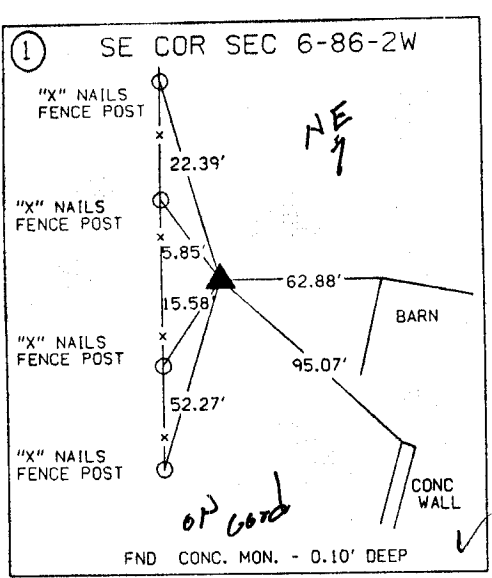 1 SE COR SEC 6-86-2W
"X" NAILS
FENCE POST
NE
7
22.39'
"X" NAILS
FENCE POST
5.85'
62.88'
15.58'
BARN
"X" NAILS
FENCE POST
95.07'
52.27'
"X" NAILS
FENCE POST
CONC
WALL
FND CONC. MON. - 0.10' DEEP